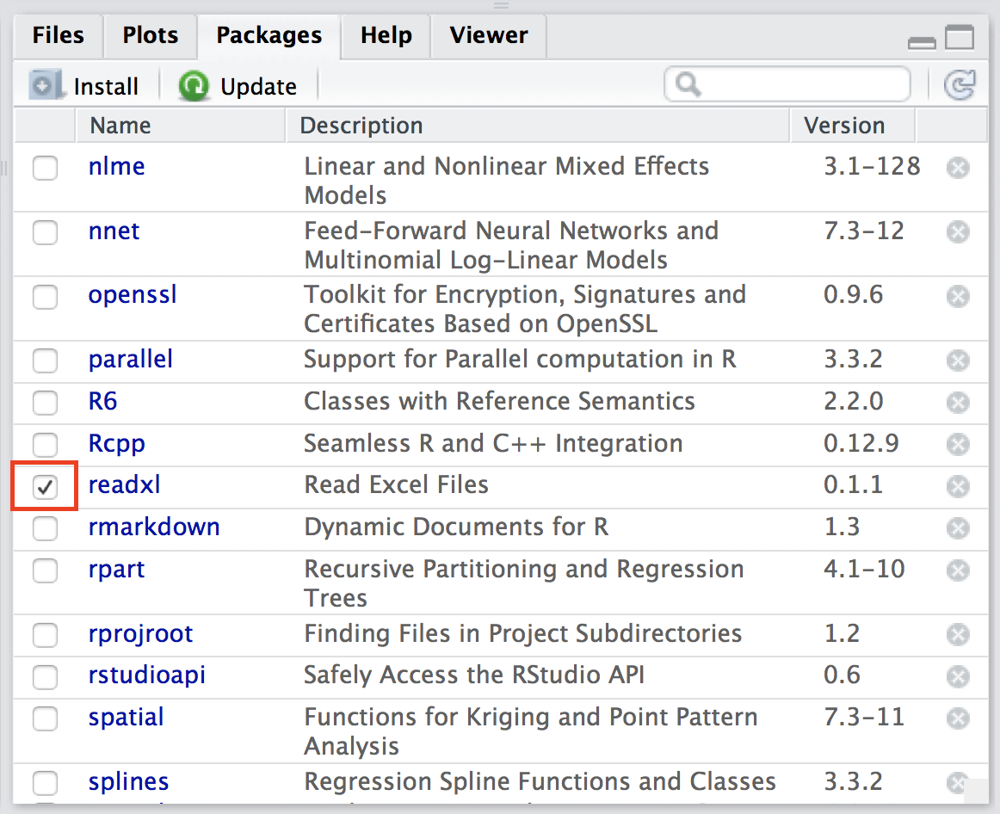 Files Plots Packages Help Viewer
Install Update
Name Description Version
nlme Linear and Nonlinear Mixed Effects 3.1-128
Models
nnet Feed-Forward Neural Networks and 7.3-12
Multinomial Log-Linear Models
openssl Toolkit for Encryption, Signatures and 0.9.6
Certificates Based on OpenSSL
parallel Support for Parallel computation in R 3.3.2
R6 Classes with Reference Semantics 2.2.0
Rcpp Seamless R and C++ Integration 0.12.9
readxl Read Excel Files 0.1.1
rmarkdown Dynamic Documents for R 1.3
rpart Recursive Partitioning and Regression 4.1-10
Trees
rprojroot Finding Files in Project Subdirectories 1.2
rstudioapi Safely Access the RStudio API 0.6
spatial Functions for Kriging and Point Pattern 7.3-11
Analysis
splines Regression Spline Functions and Classes 3.3.2